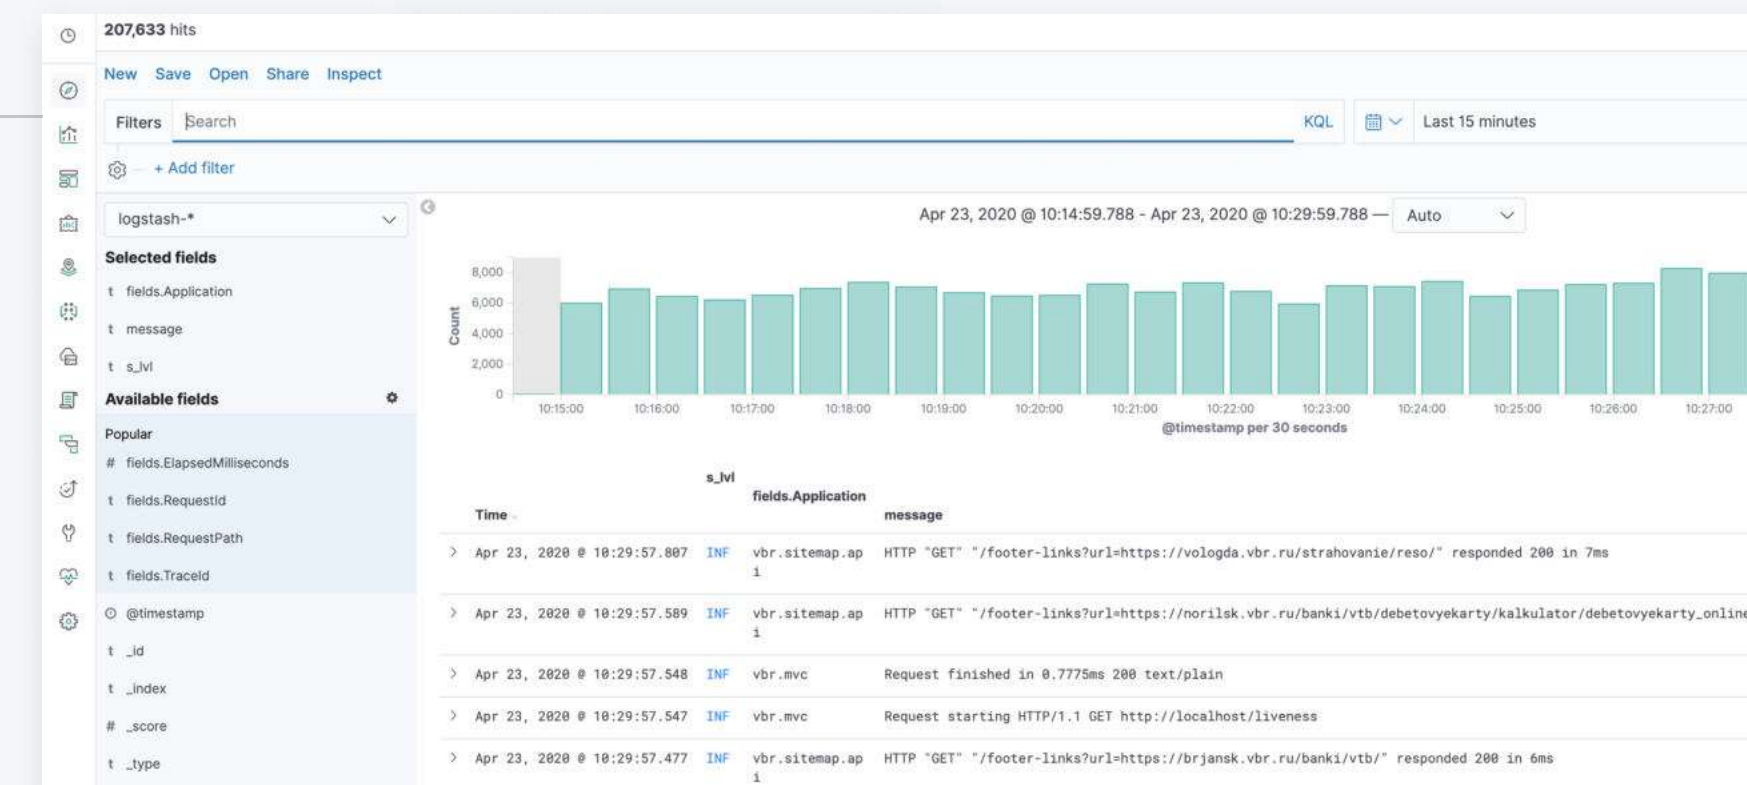 207,633 hits
New Save Open Share Inspect
Filters Search KQL Last 15 minutes
+ Add filter
logstash-*
Selected fields
t fields.Application
t message
t s_lvl
Available fields
Popular
# fields.ElapsedMilliseconds
t fields.RequestId
t fields.RequestPath
t fields.TraceId
@timestamp
t _id
t _index
# _score
t _type
Apr 23, 2020 @ 10:14:59.788 - Apr 23, 2020 @ 10:29:59.788 — Auto
Count
8,000
6,000
4,000
2,000
0
10:15:00 10:16:00 10:17:00 10:18:00 10:19:00 10:20:00 10:21:00 10:22:00 10:23:00 10:24:00 10:25:00 10:26:00 10:27:00
@timestamp per 30 seconds
Time s_lvl fields.Application message
Apr 23, 2020 @ 10:29:57.807 INF vbr.sitemap.ap HTTP "GET" "/footer-links?url=https://vologda.vbr.ru/strahovanie/reso/" responded 200 in 7ms
i
Apr 23, 2020 @ 10:29:57.589 INF vbr.sitemap.ap HTTP "GET" "/footer-links?url=https://norilsk.vbr.ru/banki/vtb/debetovyekarty/kalkulator/debetovyekarty_online
i
Apr 23, 2020 @ 10:29:57.548 INF vbr.mvc Request finished in 0.7775ms 200 text/plain
Apr 23, 2020 @ 10:29:57.547 INF vbr.mvc Request starting HTTP/1.1 GET http://localhost/liveness
Apr 23, 2020 @ 10:29:57.477 INF vbr.sitemap.ap HTTP "GET" "/footer-links?url=https://brjansk.vbr.ru/banki/vtb/" responded 200 in 6ms
i